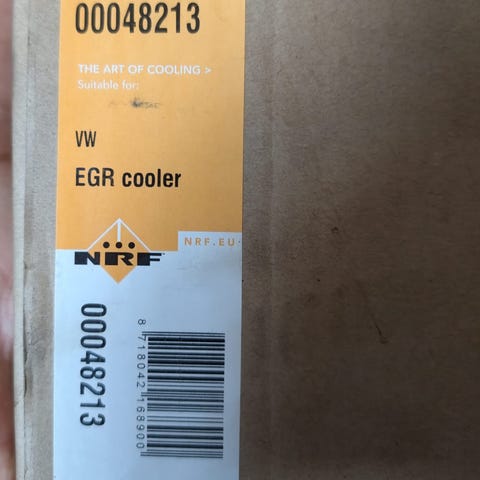 00048213
THE ART OF COOLING >
Suitable for:
VW
EGR cooler
NRF
NRF.EU
00048213
8 718042 168900